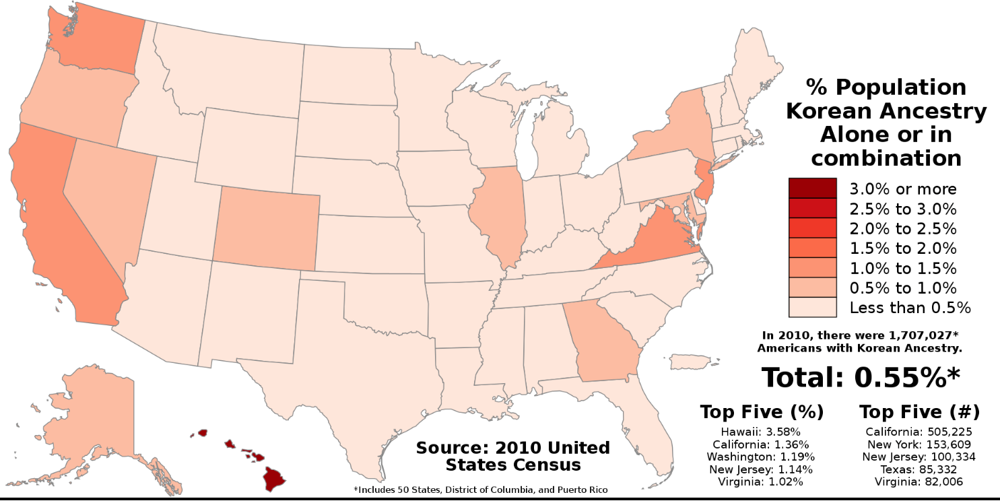 % Population
Korean Ancestry
Alone or in
combination
3.0% or more
2.5% to 3.0%
2.0% to 2.5%
1.5% to 2.0%
1.0% to 1.5%
0.5% to 1.0%
Less than 0.5%
In 2010, there were 1,707,027*
Americans with Korean Ancestry.
Total: 0.55%*
Top Five (%)
Hawaii: 3.58%
California: 1.36%
Washington: 1.19%
New Jersey: 1.14%
Virginia: 1.02%
Top Five (#)
California: 505,225
New York: 153,609
New Jersey: 100,334
Texas: 85,332
Virginia: 82,006
Source: 2010 United
States Census
*Includes 50 States, District of Columbia, and Puerto Rico